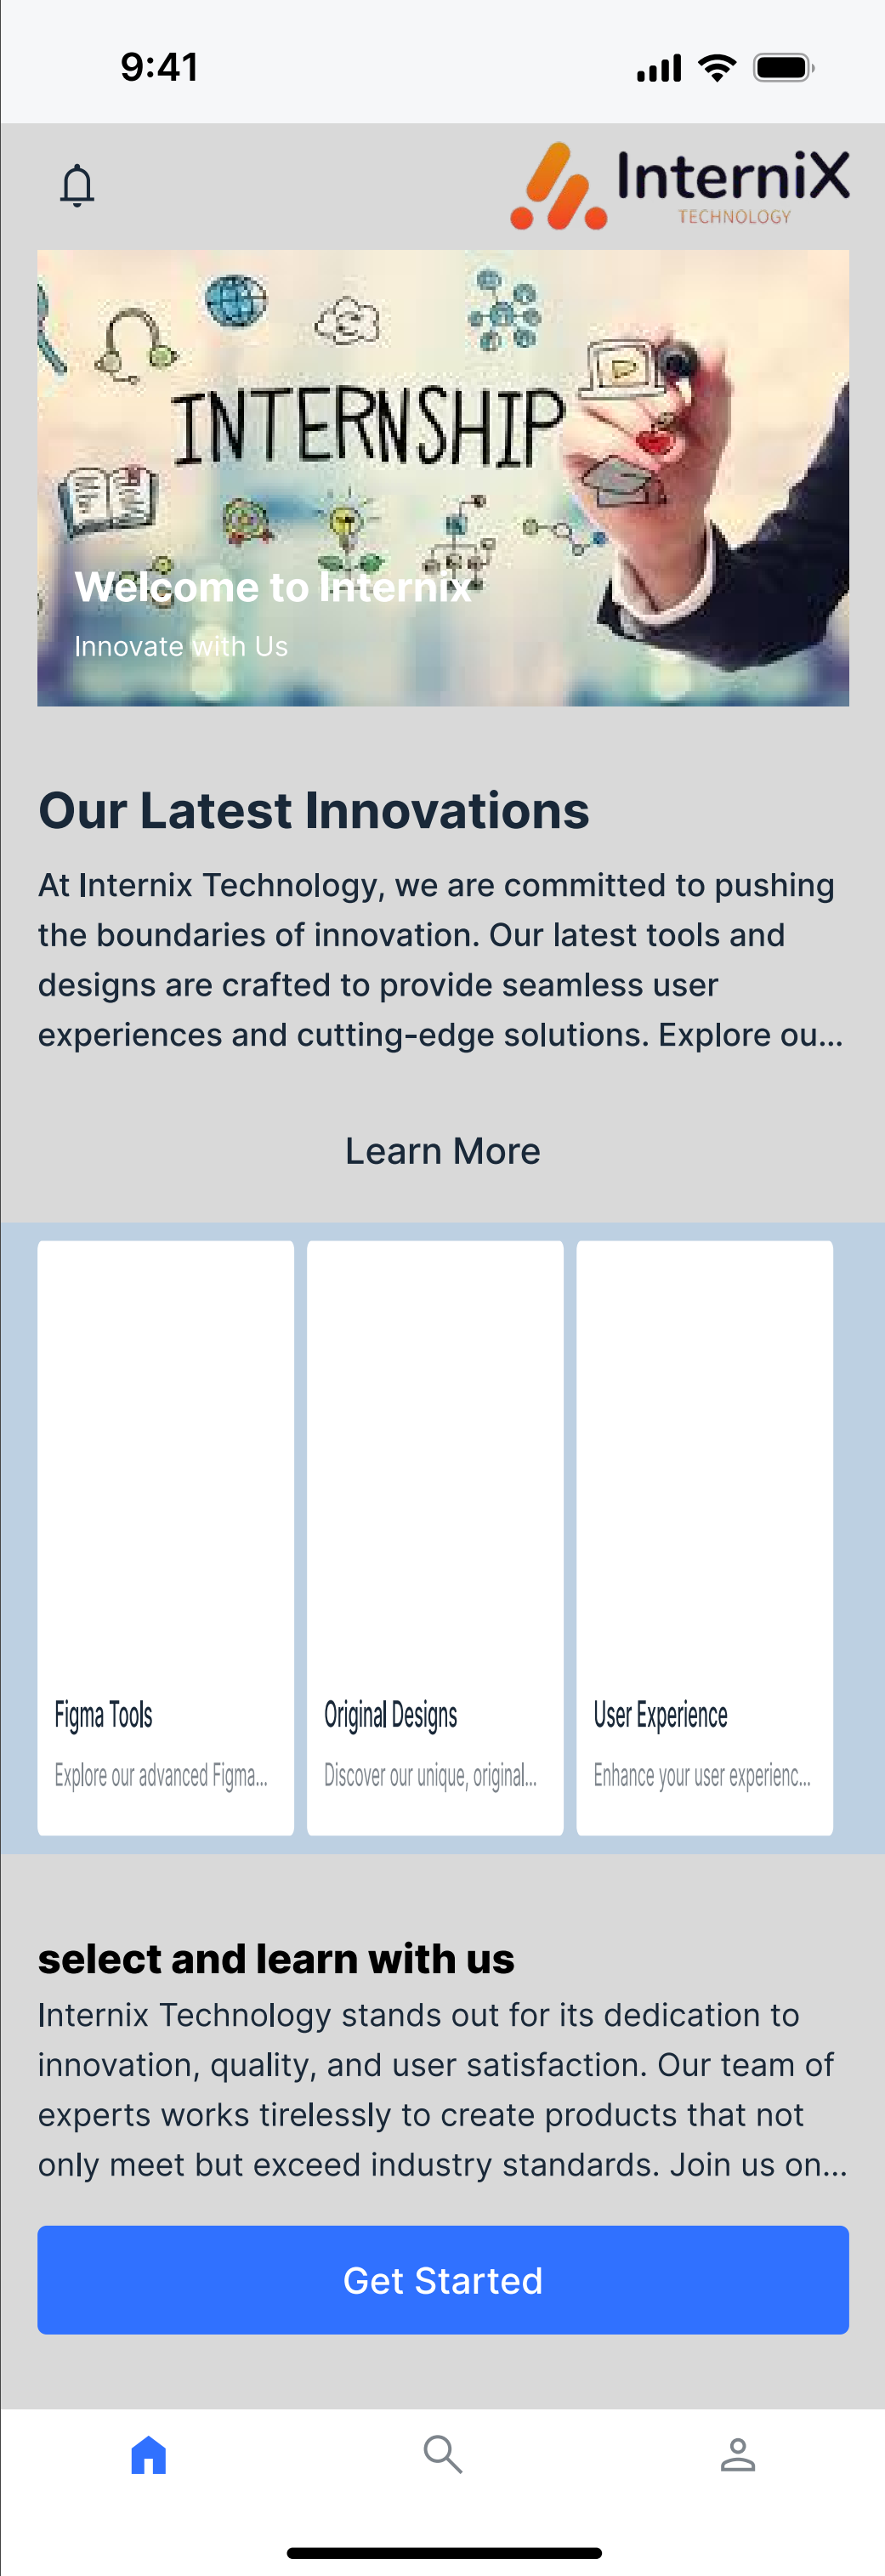 9:41
InterniX
TECHNOLOGY
INTERNSHIP
Welcome to Internix
Innovate with Us
Our Latest Innovations
At Internix Technology, we are committed to pushing
the boundaries of innovation. Our latest tools and
designs are crafted to provide seamless user
experiences and cutting-edge solutions. Explore ou...
Learn More
Figma Tools
Explore our advanced Figma...
Original Designs
Discover our unique, original...
User Experience
Enhance your user experienc...
select and learn with us
Internix Technology stands out for its dedication to
innovation, quality, and user satisfaction. Our team of
experts works tirelessly to create products that not
only meet but exceed industry standards. Join us on...
Get Started